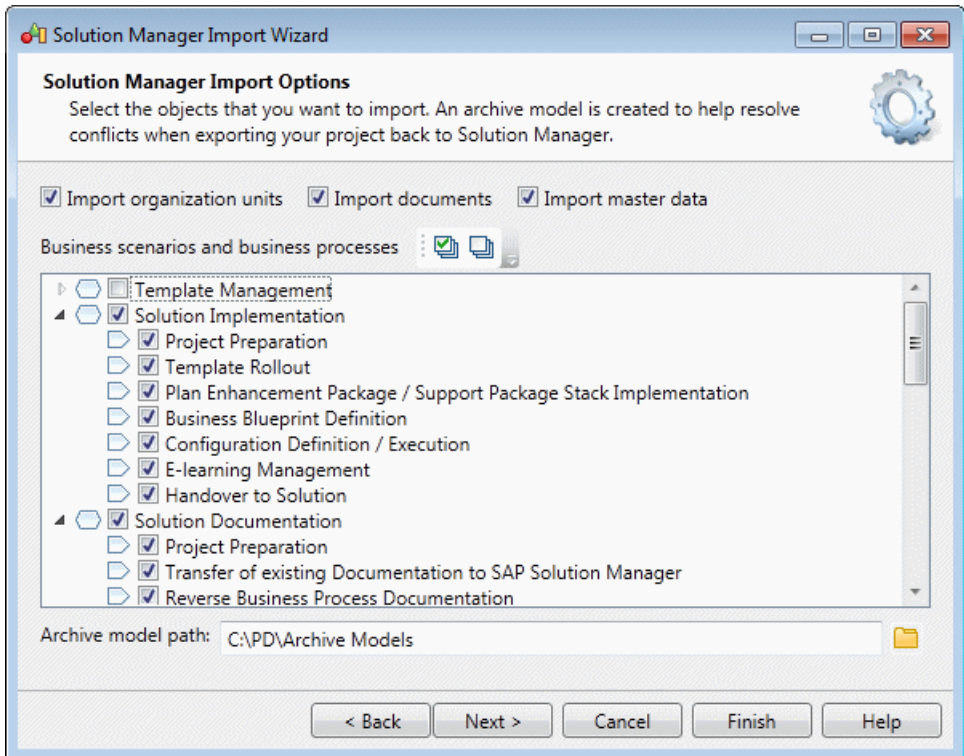 Solution Manager Import Wizard
Solution Manager Import Options
Select the objects that you want to import. An archive model is created to help resolve
conflicts when exporting your project back to Solution Manager.
Import organization units Import documents Import master data
Business scenarios and business processes
Template Management
Solution Implementation
Project Preparation
Template Rollout
Plan Enhancement Package / Support Package Stack Implementation
Business Blueprint Definition
Configuration Definition / Execution
E-learning Management
Handover to Solution
Solution Documentation
Project Preparation
Transfer of existing Documentation to SAP Solution Manager
Reverse Business Process Documentation
Archive model path: C:\PD\Archive Models
< Back Next > Cancel Finish Help